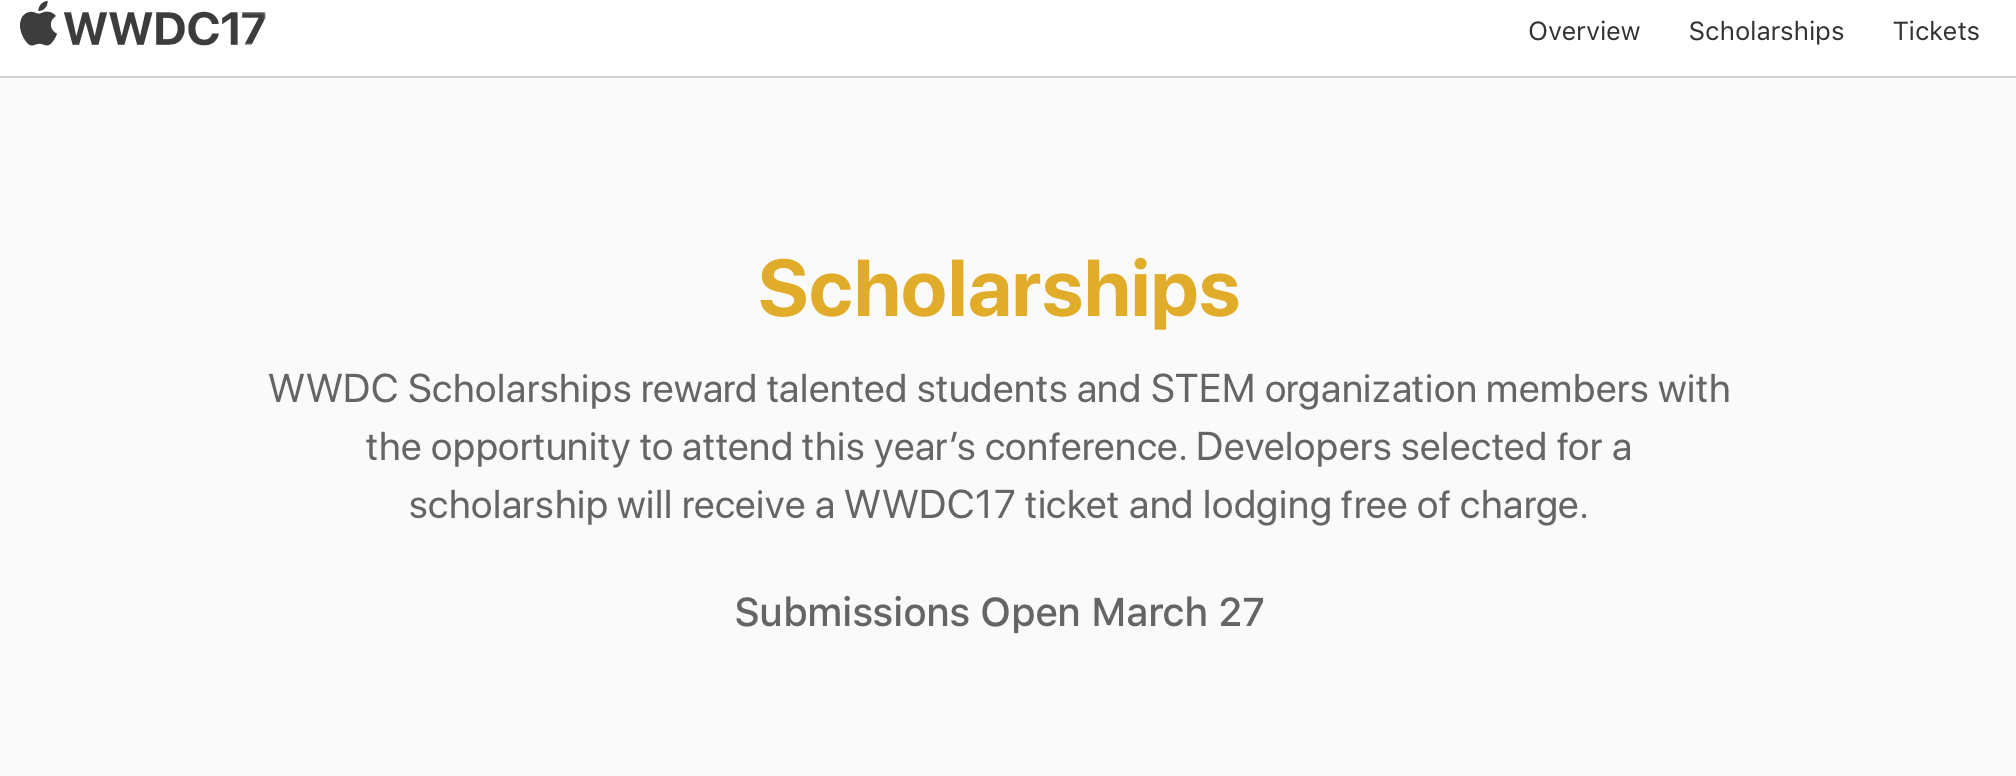 WWDC17
Overview Scholarships Tickets
Scholarships
WWDC Scholarships reward talented students and STEM organization members with
the opportunity to attend this year’s conference. Developers selected for a
scholarship will receive a WWDC17 ticket and lodging free of charge.
Submissions Open March 27